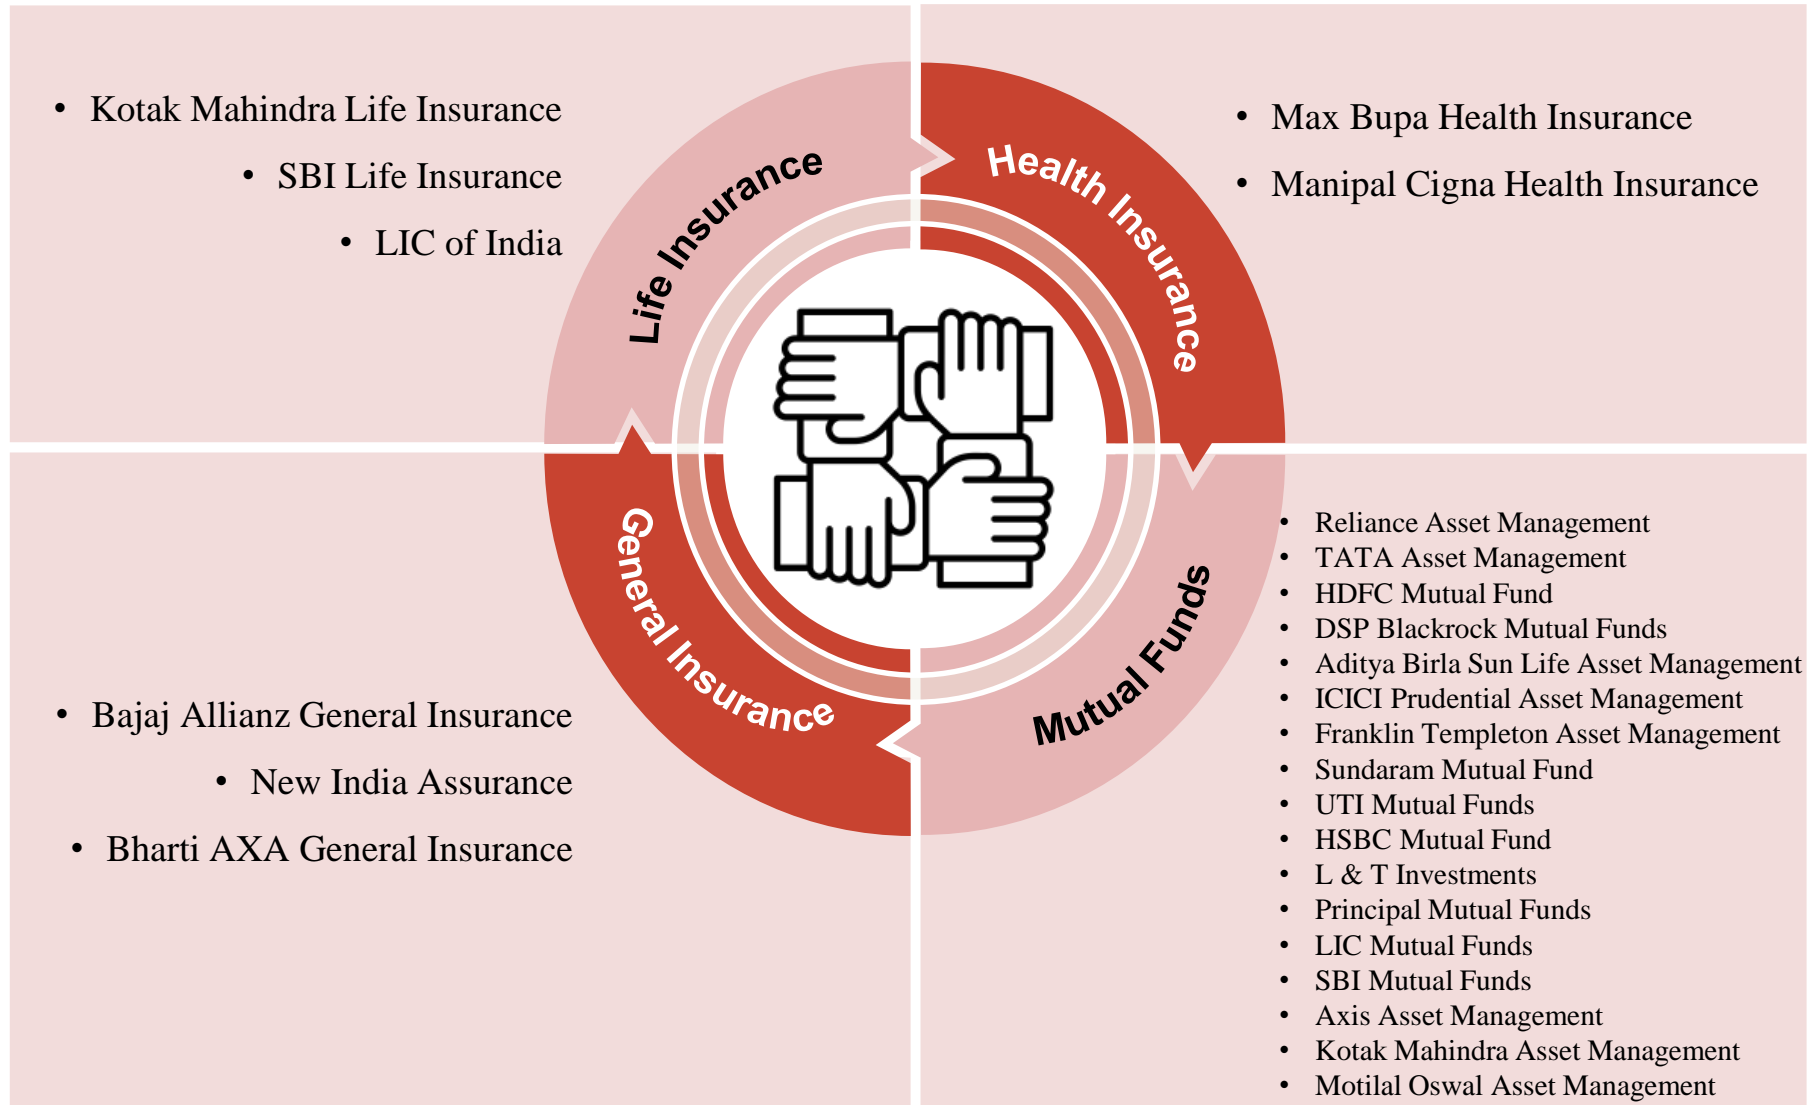 • Kotak Mahindra Life Insurance
• SBI Life Insurance
• LIC of India
Life Insurance
Health Insurance
• Max Bupa Health Insurance
• Manipal Cigna Health Insurance
General Insurance
• Bajaj Allianz General Insurance
• New India Assurance
• Bharti AXA General Insurance
Mutual Funds
• Reliance Asset Management
• TATA Asset Management
• HDFC Mutual Fund
• DSP Blackrock Mutual Funds
• Aditya Birla Sun Life Asset Management
• ICICI Prudential Asset Management
• Franklin Templeton Asset Management
• Sundaram Mutual Fund
• UTI Mutual Funds
• HSBC Mutual Fund
• L & T Investments
• Principal Mutual Funds
• LIC Mutual Funds
• SBI Mutual Funds
• Axis Asset Management
• Kotak Mahindra Asset Management
• Motilal Oswal Asset Management